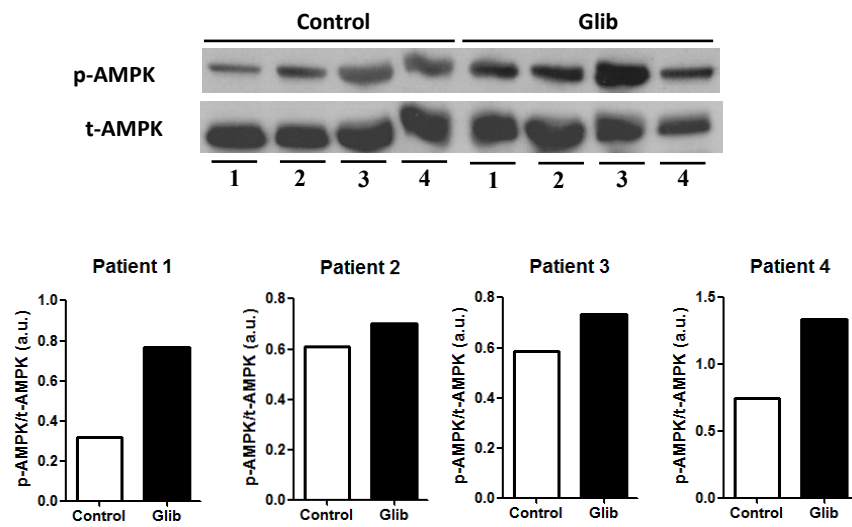 Control Glib
p-AMPK
t-AMPK
1 2 3 4 1 2 3 4
Patient 1
p-AMPK/t-AMPK (a.u.)
1.0
0.8
0.6
0.4
0.2
0.0
Control Glib
Patient 2
p-AMPK/t-AMPK (a.u.)
0.8
0.6
0.4
0.2
0.0
Control Glib
Patient 3
p-AMPK/t-AMPK (a.u.)
0.8
0.6
0.4
0.2
0.0
Control Glib
Patient 4
p-AMPK/t-AMPK (a.u.)
1.5
1.0
0.5
0.0
Control Glib